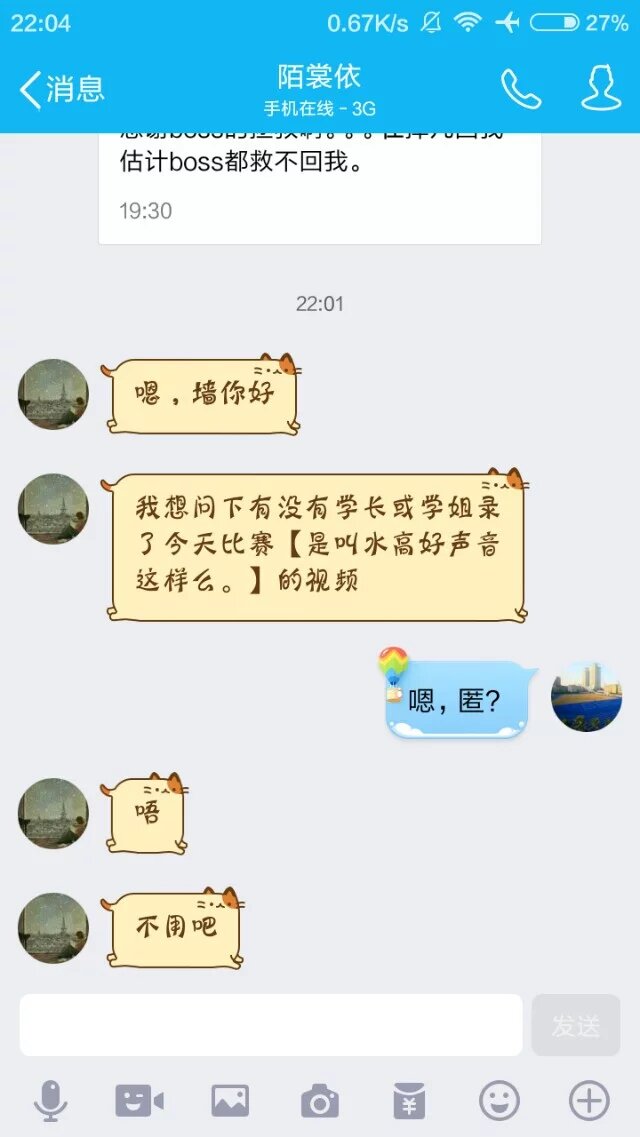 22:04
0.67K/s
27%
消息
陌裳依
手机在线 - 3G
估计boss都救不回我。
19:30
22:01
嗯，墙你好
我想问下有没有学长或学姐录
了今天比赛【是叫水高好声音
这样么。】的视频
嗯，匿?
唔
不用吧
发送